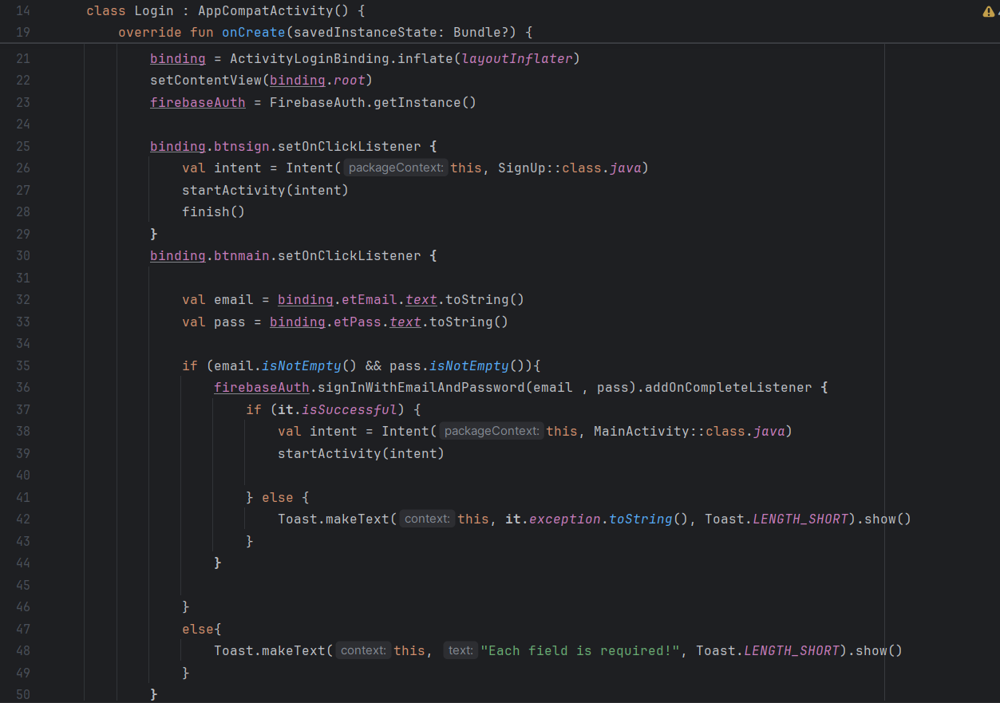 14 class Login : AppCompatActivity() {
19 override fun onCreate(savedInstanceState: Bundle?) {
21 binding = ActivityLoginBinding.inflate(layoutInflater)
22 setContentView(binding.root)
23 firebaseAuth = FirebaseAuth.getInstance()
24
25 binding.btnsign.setOnClickListener {
26 val intent = Intent( packageContext: this, SignUp::class.java)
27 startActivity(intent)
28 finish()
29 }
30 binding.btnmain.setOnClickListener {
31
32 val email = binding.etEmail.text.toString()
33 val pass = binding.etPass.text.toString()
34
35 if (email.isNotEmpty() && pass.isNotEmpty()){
36 firebaseAuth.signInWithEmailAndPassword(email , pass).addOnCompleteListener {
37 if (it.isSuccessful) {
38 val intent = Intent( packageContext: this, MainActivity::class.java)
39 startActivity(intent)
40
41 } else {
42 Toast.makeText( context: this, it.exception.toString(), Toast.LENGTH_SHORT).show()
43 }
44 }
45
46 }
47 else{
48 Toast.makeText( context: this, text: "Each field is required!", Toast.LENGTH_SHORT).show()
49 }
50 }